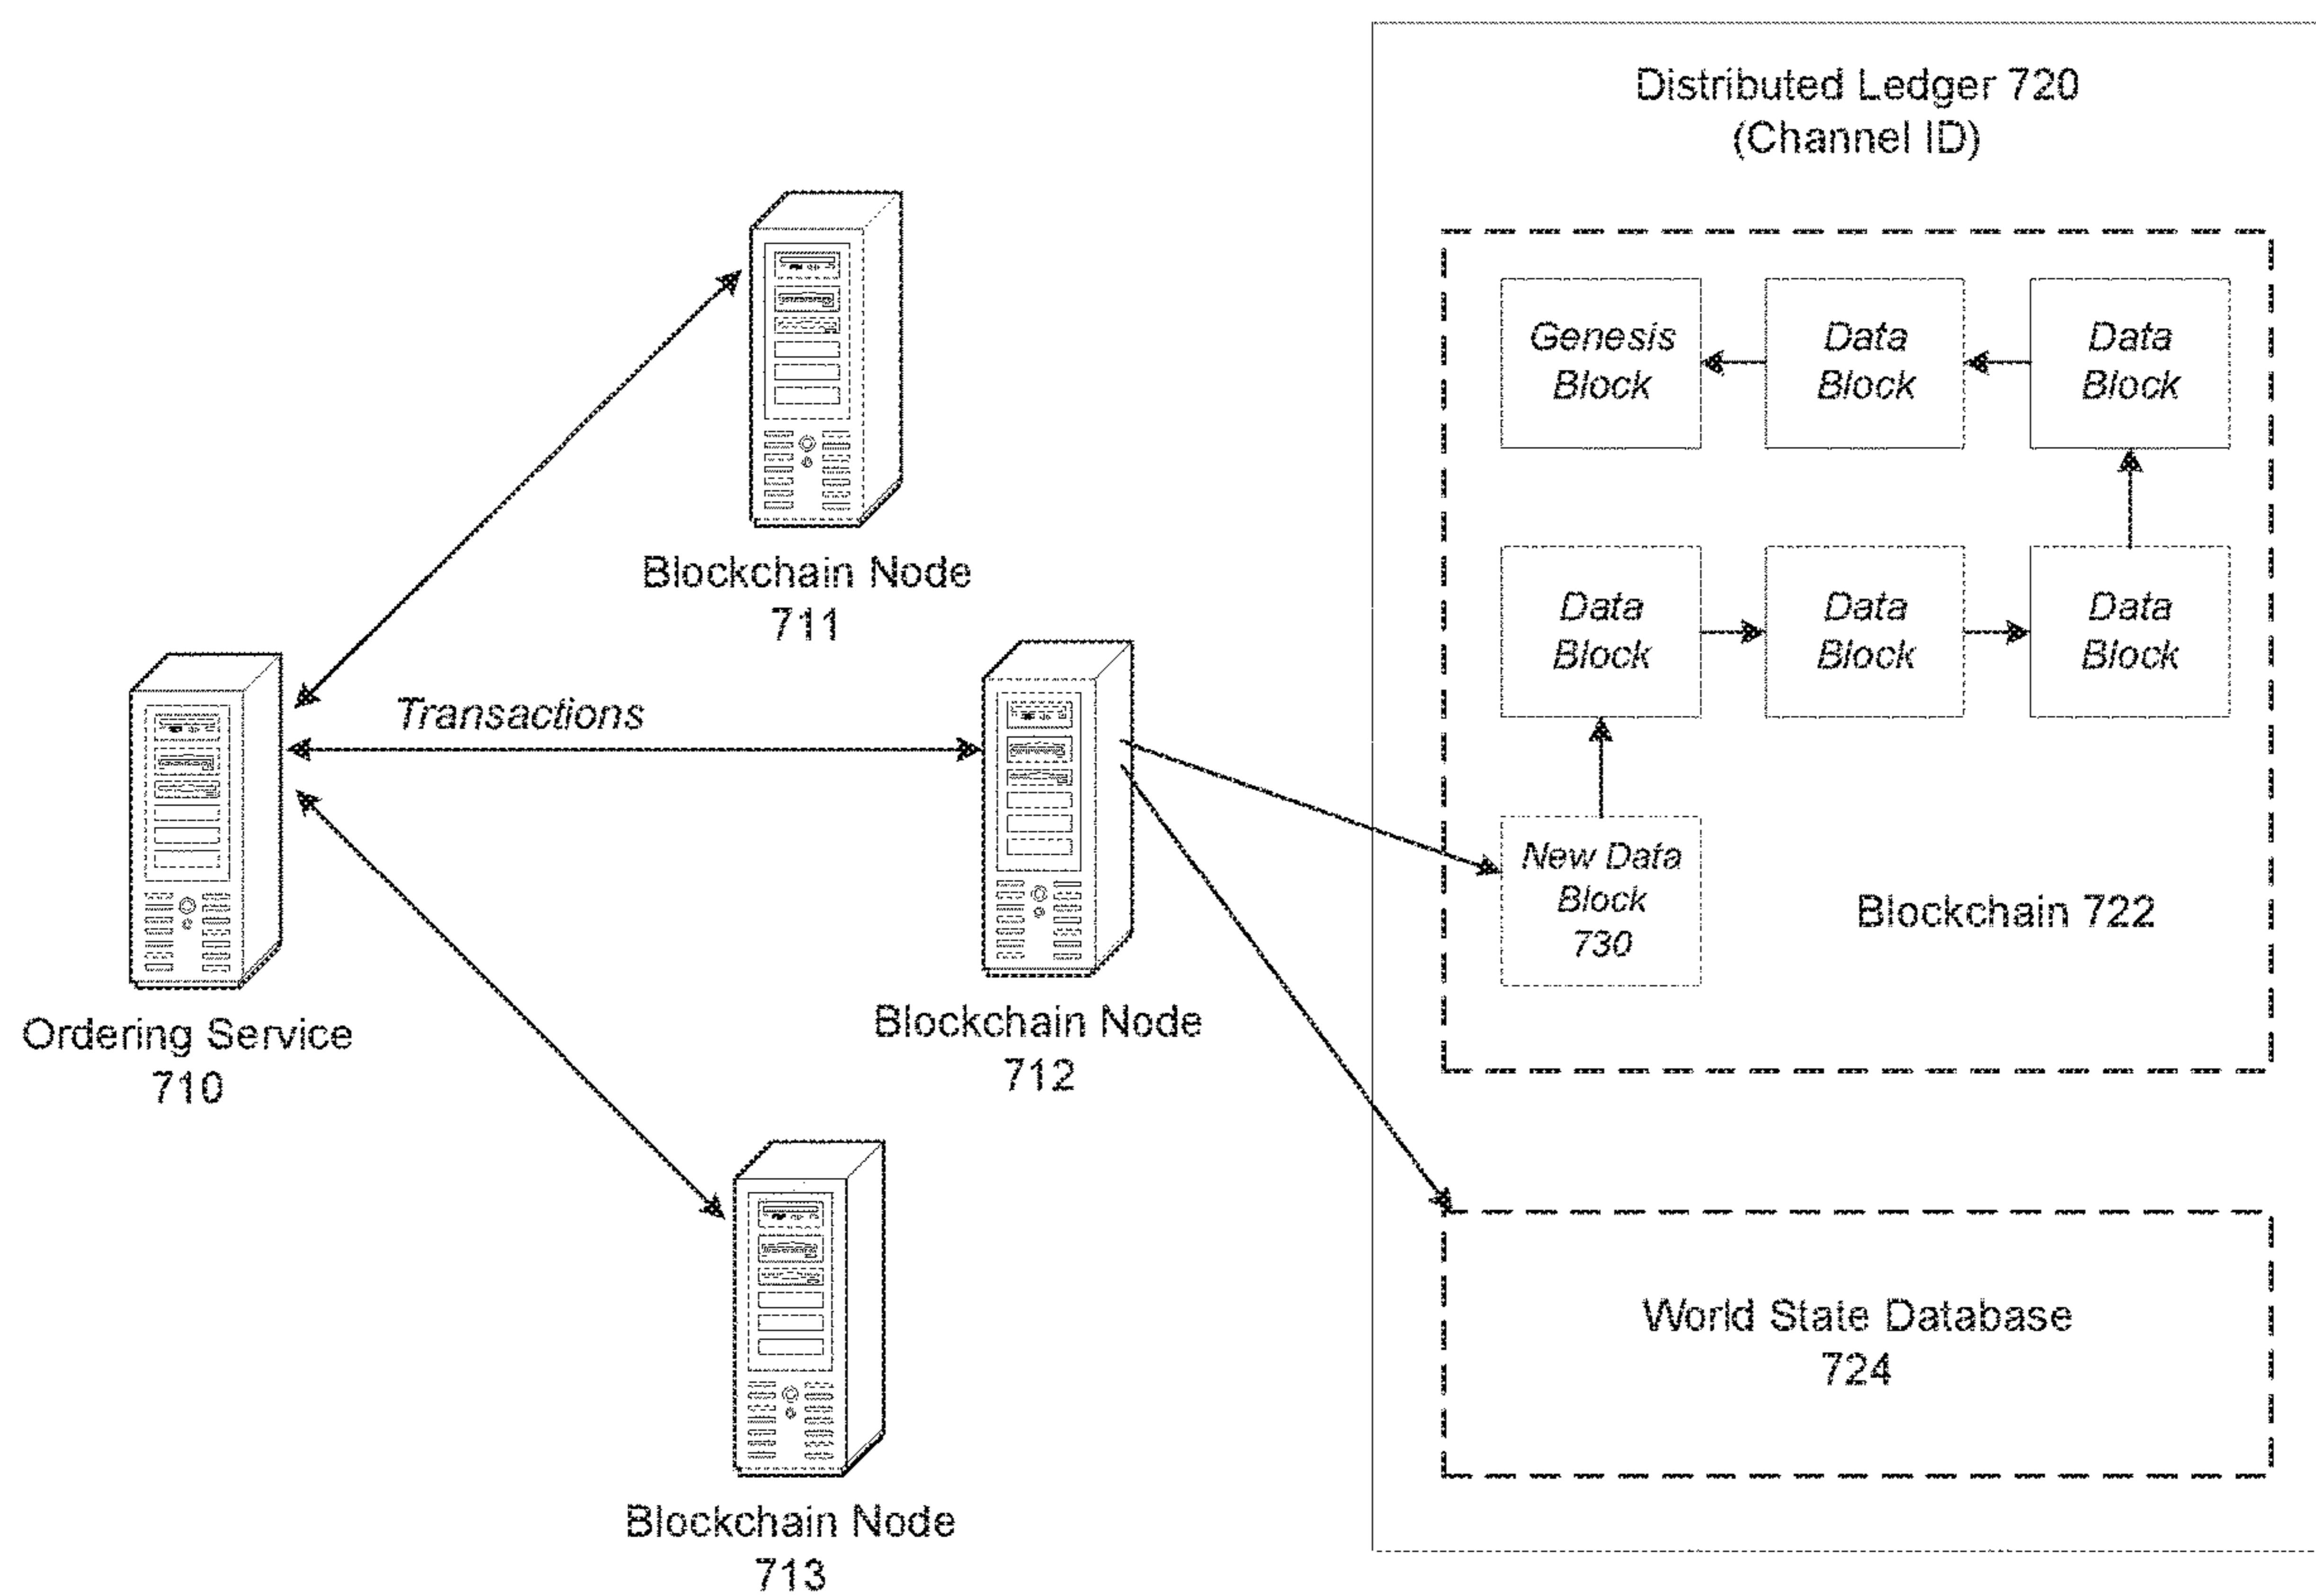 Distributed Ledger 720
(Channel ID)
Genesis
Block
Data
Block
Data
Block
Blockchain Node
711
Data
Block
Data
Block
Data
Block
Transactions
New Data
Block
730
Blockchain 722
Ordering Service
710
Blockchain Node
712
World State Database
724
Blockchain Node
713